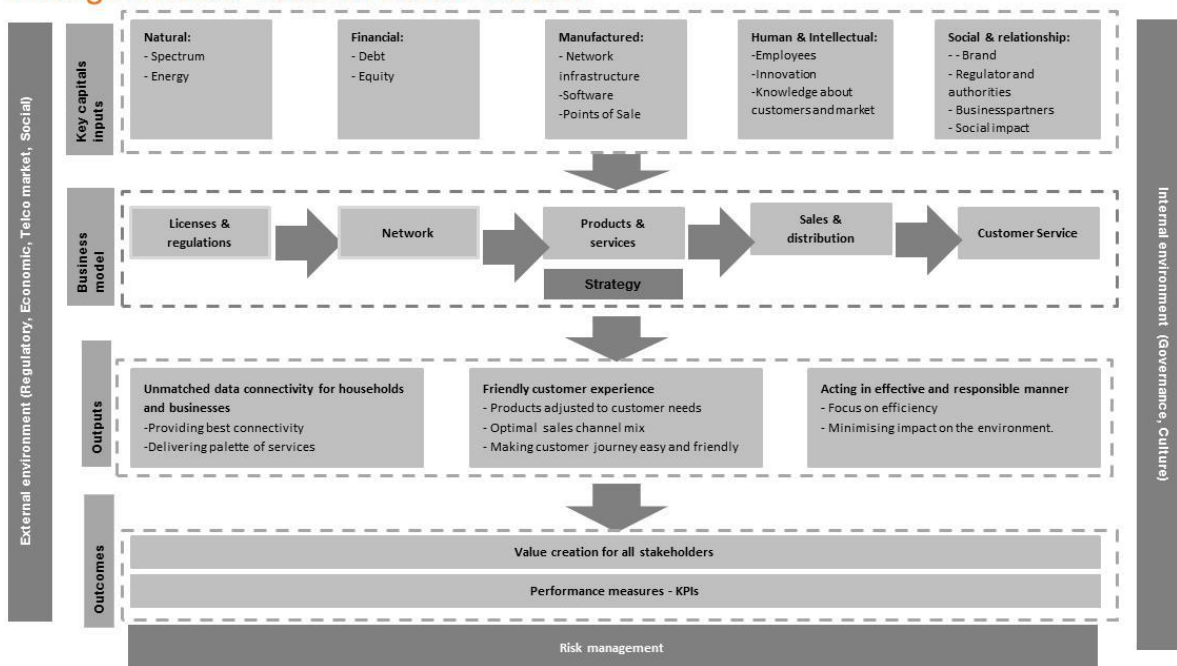 External environment (Regulatory, Economic, Telco market, Social)
Key capitals
inputs
Natural:
- Spectrum
- Energy
Financial:
- Debt
- Equity
Manufactured:
- Network
infrastructure
-Software
-Points of Sale
Human & Intellectual:
-Employees
-Innovation
-Knowledge about
customers and market
Social & relationship:
- - Brand
- Regulator and
authorities
- Businesspartners
- Social impact
Business
model
Licenses &
regulations
Network
Products &
services
Sales &
distribution
Customer Service
Strategy
Outputs
Unmatched data connectivity for households
and businesses
-Providing best connectivity
-Delivering palette of services
Friendly customer experience
- Products adjusted to customer needs
- Optimal sales channel mix
- Making customer journey easy and friendly
Acting in effective and responsible manner
- Focus on efficiency
- Minimising impact on the environment.
Outcomes
Value creation for all stakeholders
Performance measures - KPIs
Risk management
Internal environment (Governance, Culture)